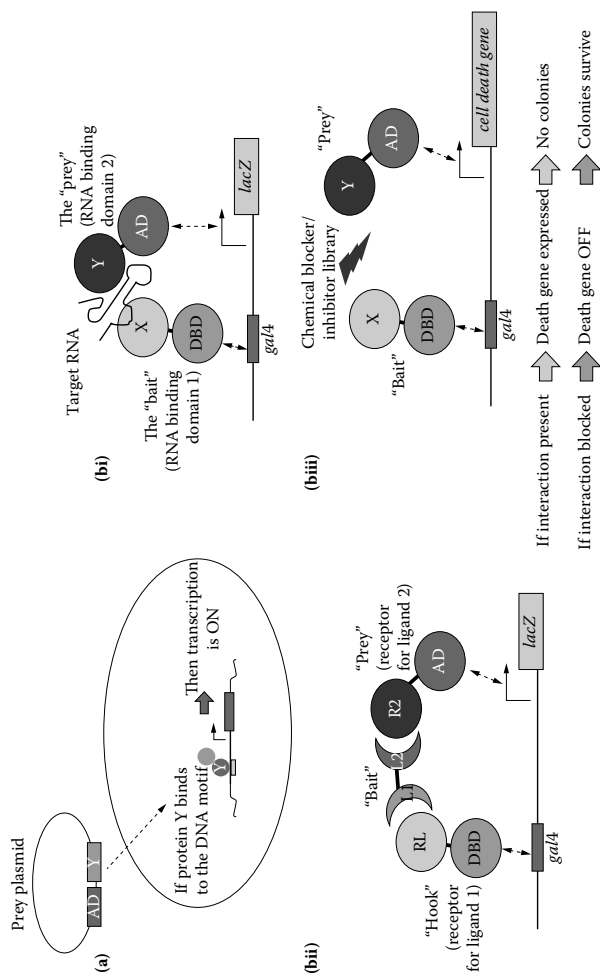 Prey plasmid
AD
Y
(a)
If protein Y binds
to the DNA motif
Y
Then transcription
is ON
(bi)
Target RNA
The “bait”
(RNA binding
domain 1)
X
DBD
gal4
Y
AD
The “prey”
(RNA binding
domain 2)
lacZ
(bii)
“Hook”
(receptor
for ligand 1)
RL
DBD
gal4
“Bait”
L1
L2
R2
AD
“Prey”
(receptor
for ligand 2)
lacZ
(biii)
Chemical blocker/
inhibitor library
“Bait”
X
DBD
gal4
Y
AD
“Prey”
cell death gene
If interaction present
Death gene expressed
No colonies
If interaction blocked
Death gene OFF
Colonies survive